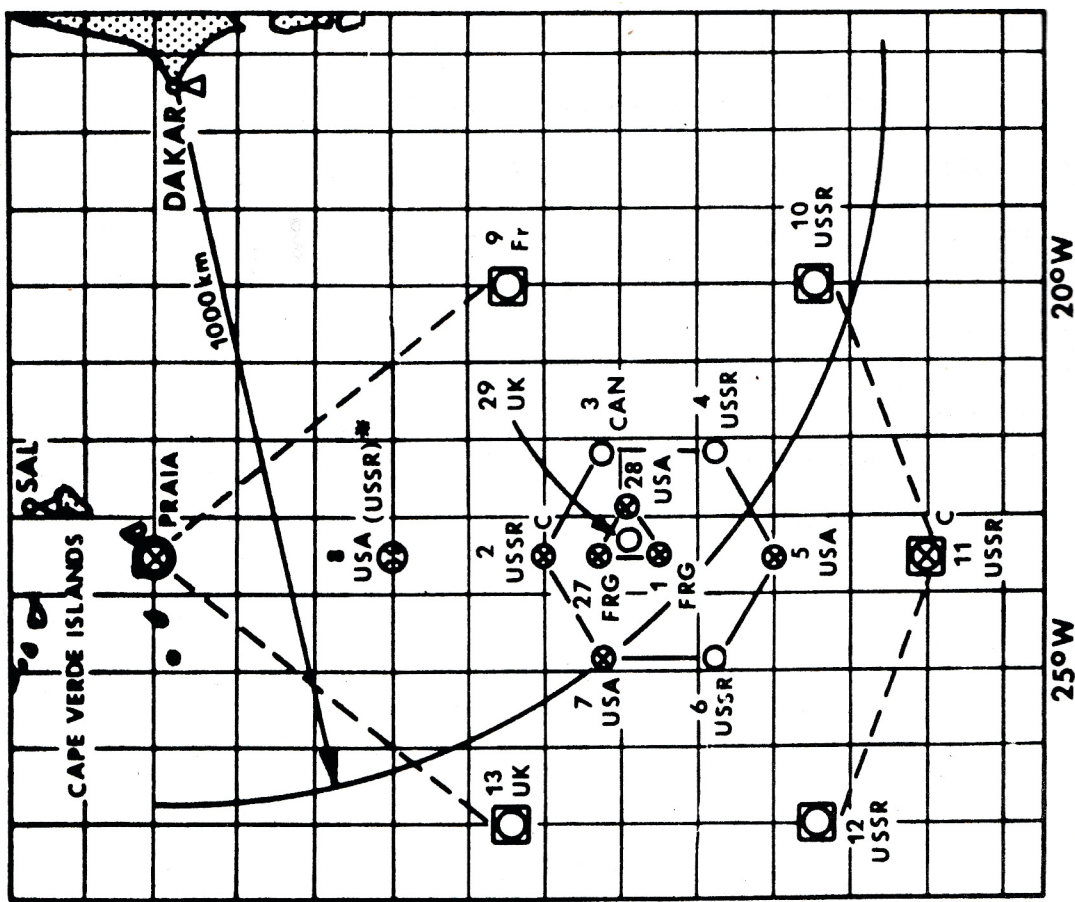 SAL
CAPE VERDE ISLANDS
PRAIA
DAKAR
1000km
8
USA (USSR)*
9
Fr
2
USSR
C
29
UK
3
CAN
27
FRG
28
USA
1
FRG
4
USSR
7
USA
6
USSR
5
USA
13
UK
10
USSR
12
USSR
C
11
USSR
20°W
25°W